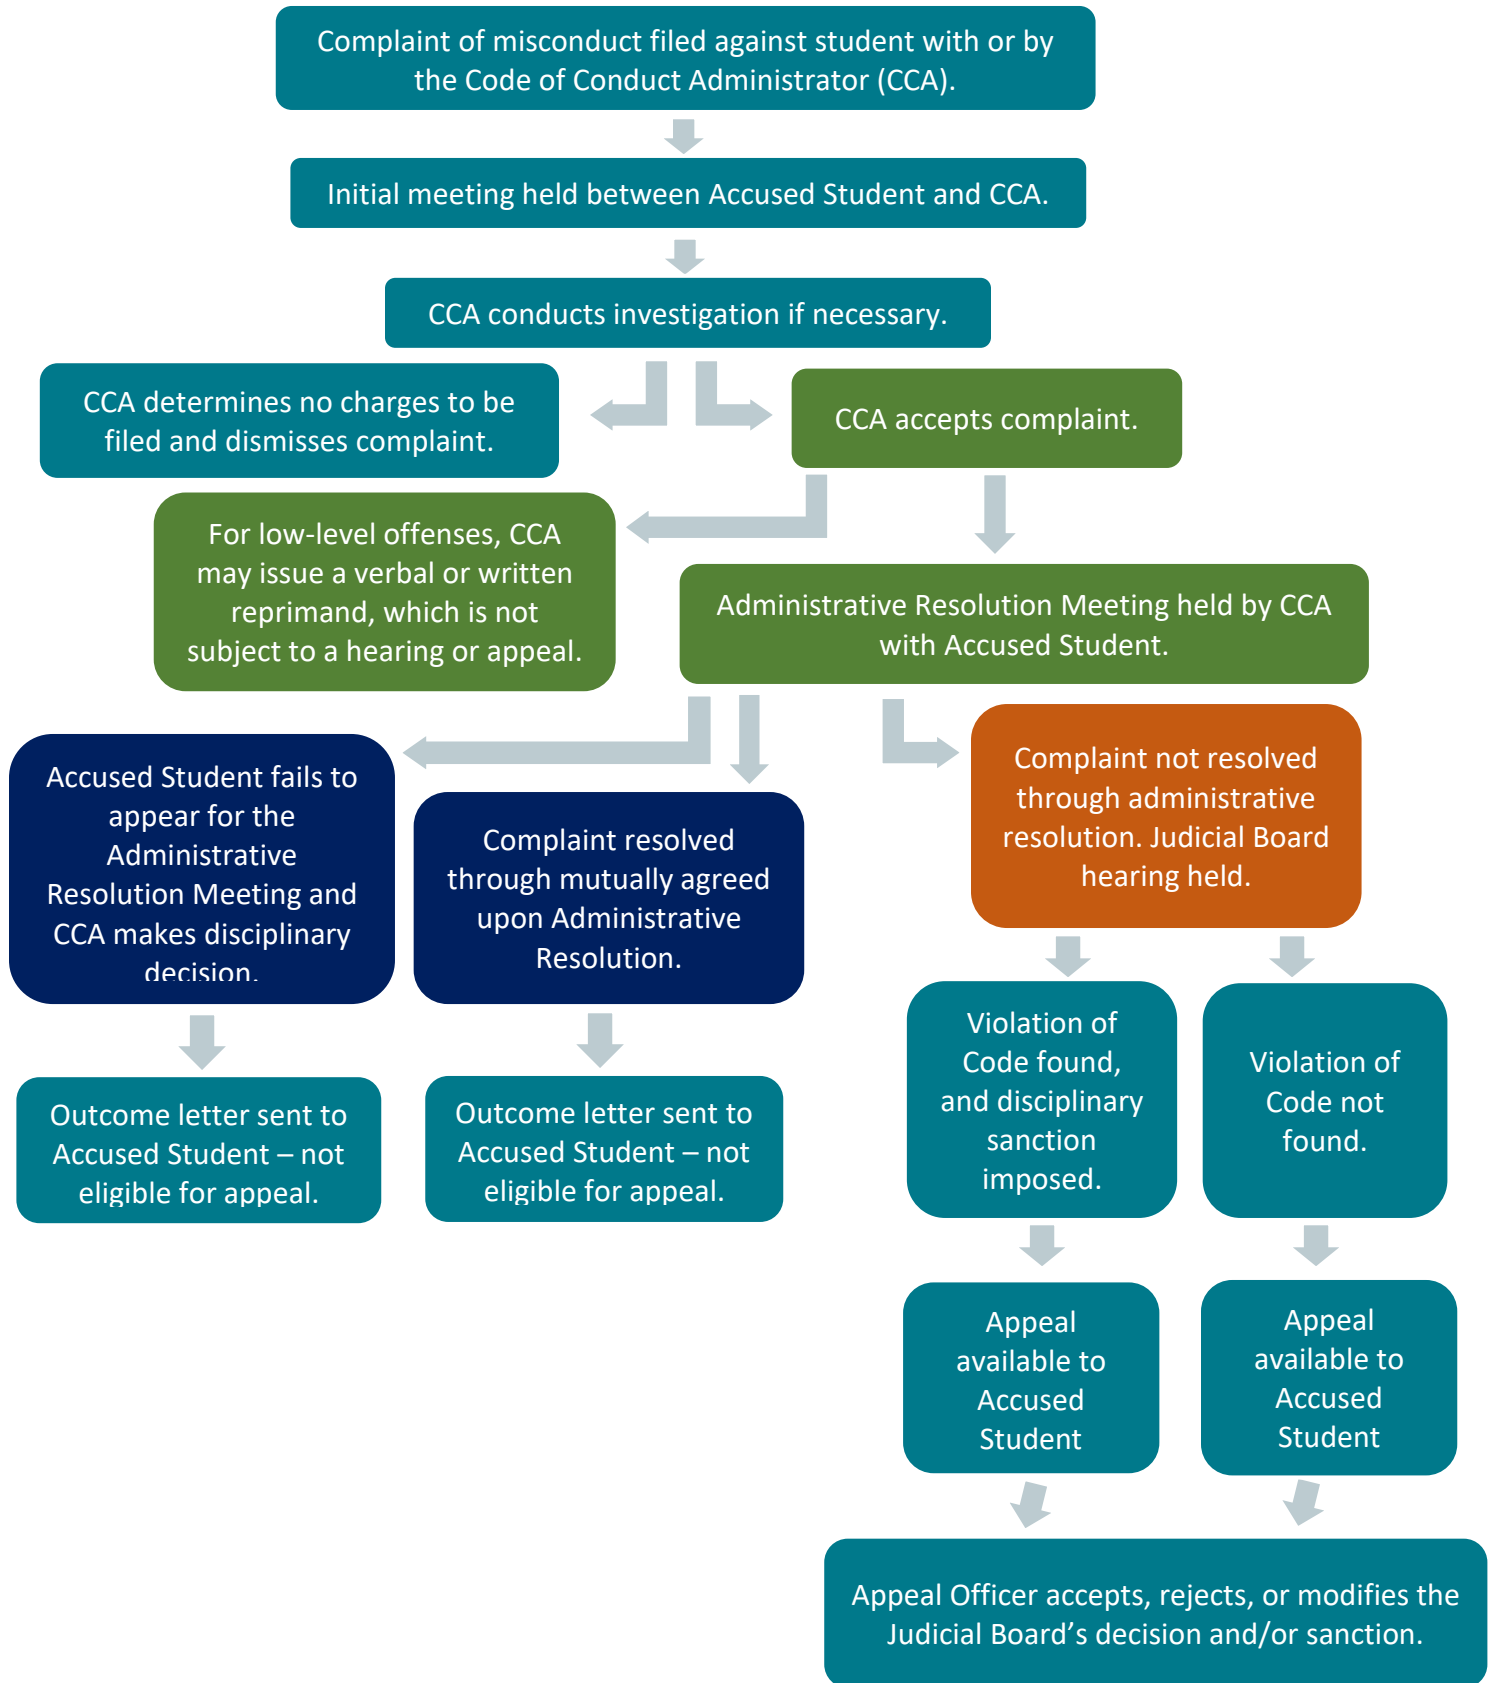 Complaint of misconduct filed against student with or by
the Code of Conduct Administrator (CCA).
Initial meeting held between Accused Student and CCA.
CCA conducts investigation if necessary.
CCA determines no charges to be
filed and dismisses complaint.
CCA accepts complaint.
For low-level offenses, CCA
may issue a verbal or written
reprimand, which is not
subject to a hearing or appeal.
Administrative Resolution Meeting held by CCA
with Accused Student.
Accused Student fails to
appear for the
Administrative
Resolution Meeting and
CCA makes disciplinary
decision.
Complaint resolved
through mutually agreed
upon Administrative
Resolution.
Complaint not resolved
through administrative
resolution. Judicial Board
hearing held.
Outcome letter sent to
Accused Student – not
eligible for appeal.
Outcome letter sent to
Accused Student – not
eligible for appeal.
Violation of
Code found,
and disciplinary
sanction
imposed.
Violation of
Code not
found.
Appeal
available to
Accused
Student
Appeal
available to
Accused
Student
Appeal Officer accepts, rejects, or modifies the
Judicial Board’s decision and/or sanction.